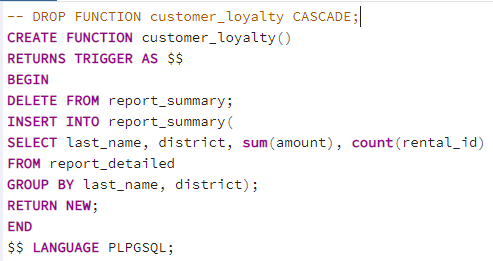 -- DROP FUNCTION customer_loyalty CASCADE;
CREATE FUNCTION customer_loyalty()
RETURNS TRIGGER AS $$
BEGIN
DELETE FROM report_summary;
INSERT INTO report_summary(
SELECT last_name, district, sum(amount), count(rental_id)
FROM report_detailed
GROUP BY last_name, district);
RETURN NEW;
END
$$ LANGUAGE PLPGSQL;